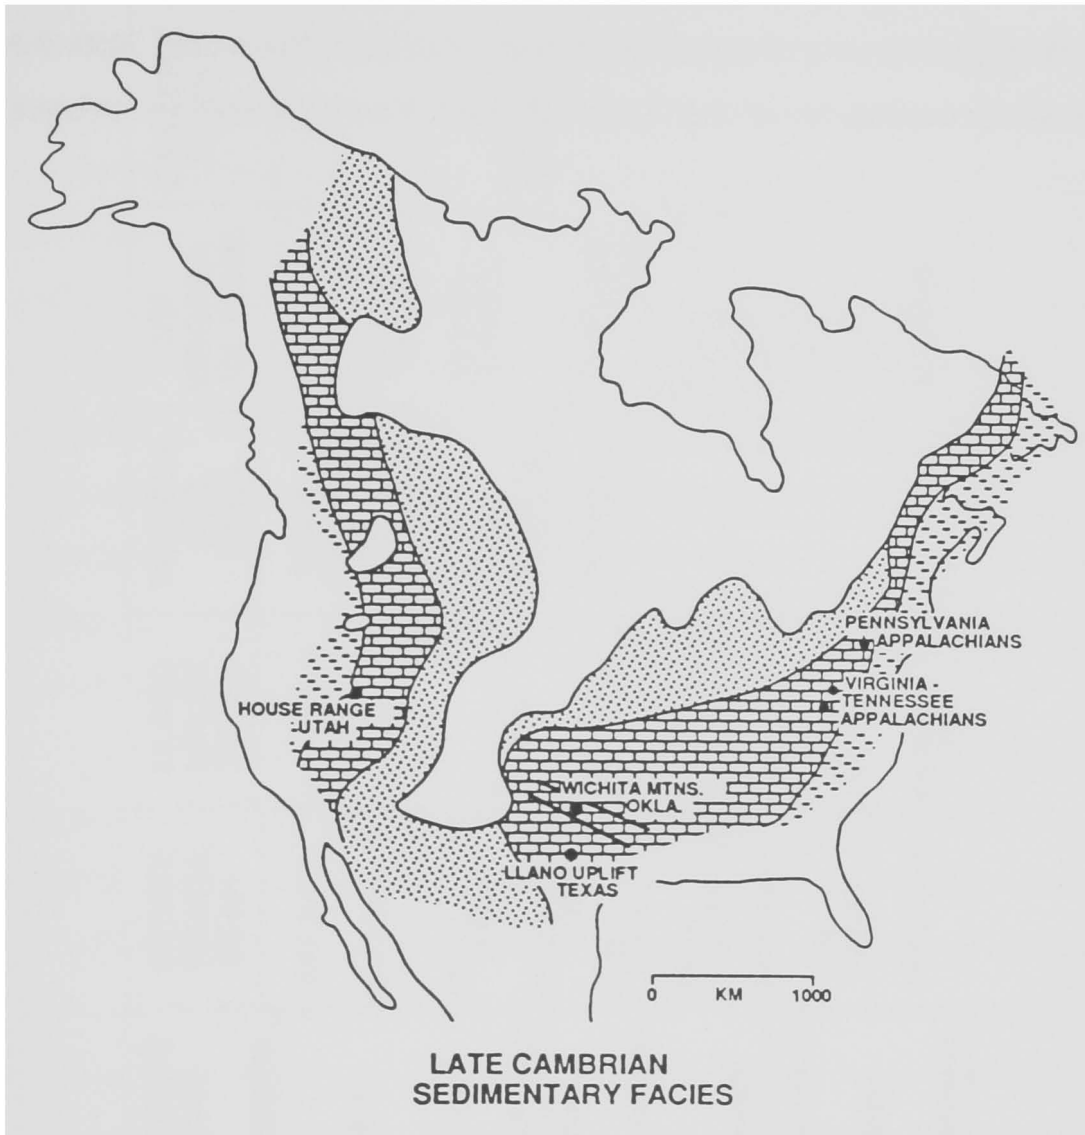 PENNSYLVANIA
APPALACHIANS
VIRGINIA -
TENNESSEE
APPALACHIANS
HOUSE RANGE
UTAH
WICHITA MTNS.
OKLA.
LLANO UPLIFT
TEXAS
0 KM 1000
LATE CAMBRIAN
SEDIMENTARY FACIES